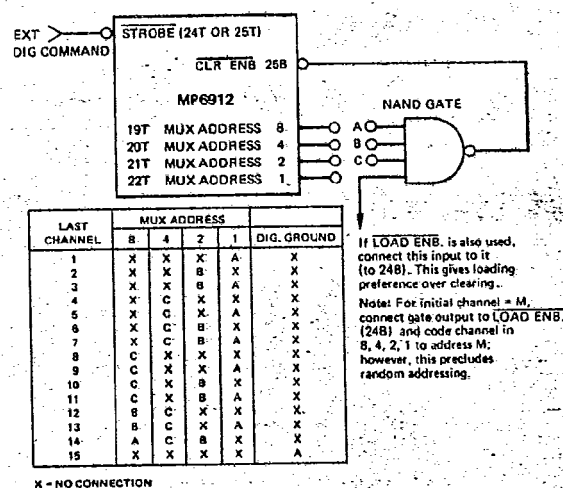 EXT
DIG COMMAND
STROBE (24T OR 25T)
CLR ENB 25B
MP6912
NAND GATE
19T MUX ADDRESS 8 A
20T MUX ADDRESS 4 B
21T MUX ADDRESS 2 C
22T MUX ADDRESS 1
LAST CHANNEL MUX ADDRESS
8 4 2 1 DIG. GROUND
1 X X X A X
2 X X B X X
3 X X B A X
4 X C X X X
5 X C X A X
6 X C B X X
7 X C B A X
8 C X X X X
9 C X X A X
10 C X B X X
11 C X B A X
12 B C X X X
13 B C X A X
14 A C B X X
15 X X X X A
X = NO CONNECTION
If LOAD ENB. is also used,
connect this input to it
(to 24B). This gives loading
preference over clearing.
Note: For initial channel = M,
connect gate output to LOAD ENB.
(24B) and code channel in
8, 4, 2, 1 to address M;
however, this precludes
random addressing.